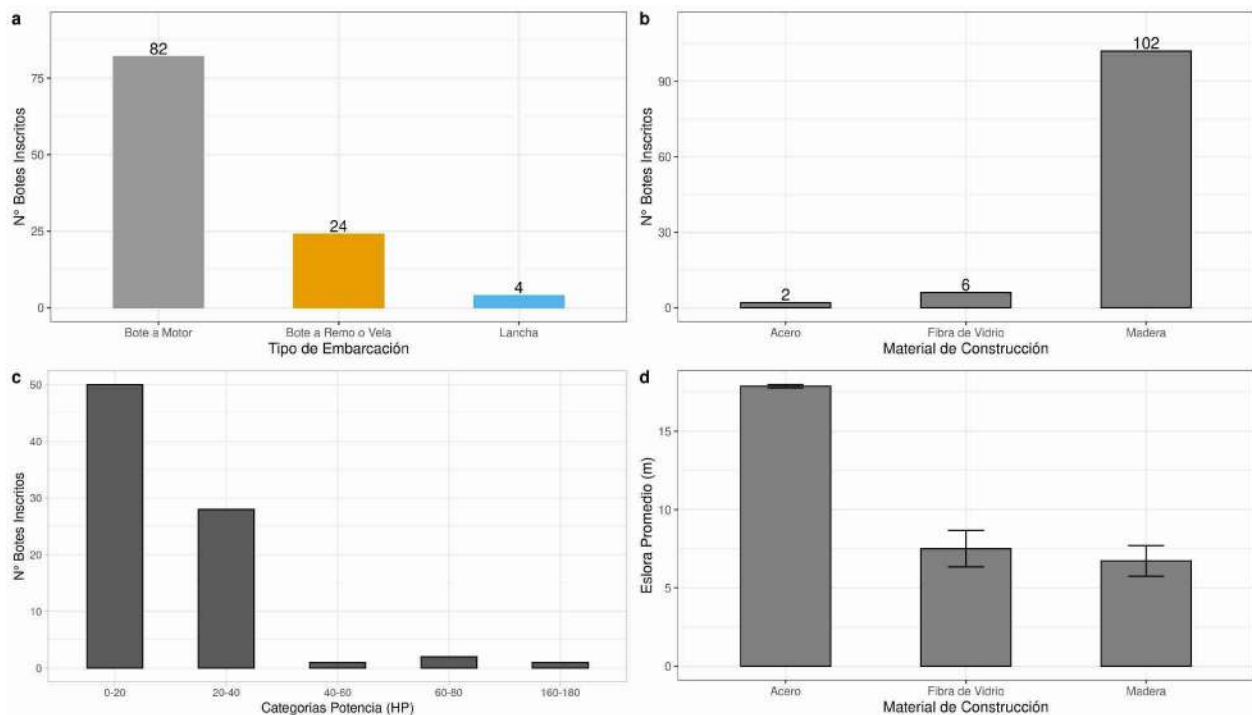 a
N° Botes Inscritos
75
50
25
0
82
24
4
Bote a Motor Bote a Remo o Vela Lancha
Tipo de Embarcación
b
N° Botes Inscritos
90
60
30
0
2
6
102
Acero Fibra de Vidrio Madera
Material de Construcción
c
N° Botes Inscritos
50
40
30
20
10
0
0-20 20-40 40-60 60-80 160-180
Categorias Potencia (HP)
d
Eslora Promedio (m)
15
10
5
0
Acero Fibra de Vidrio Madera
Material de Construcción